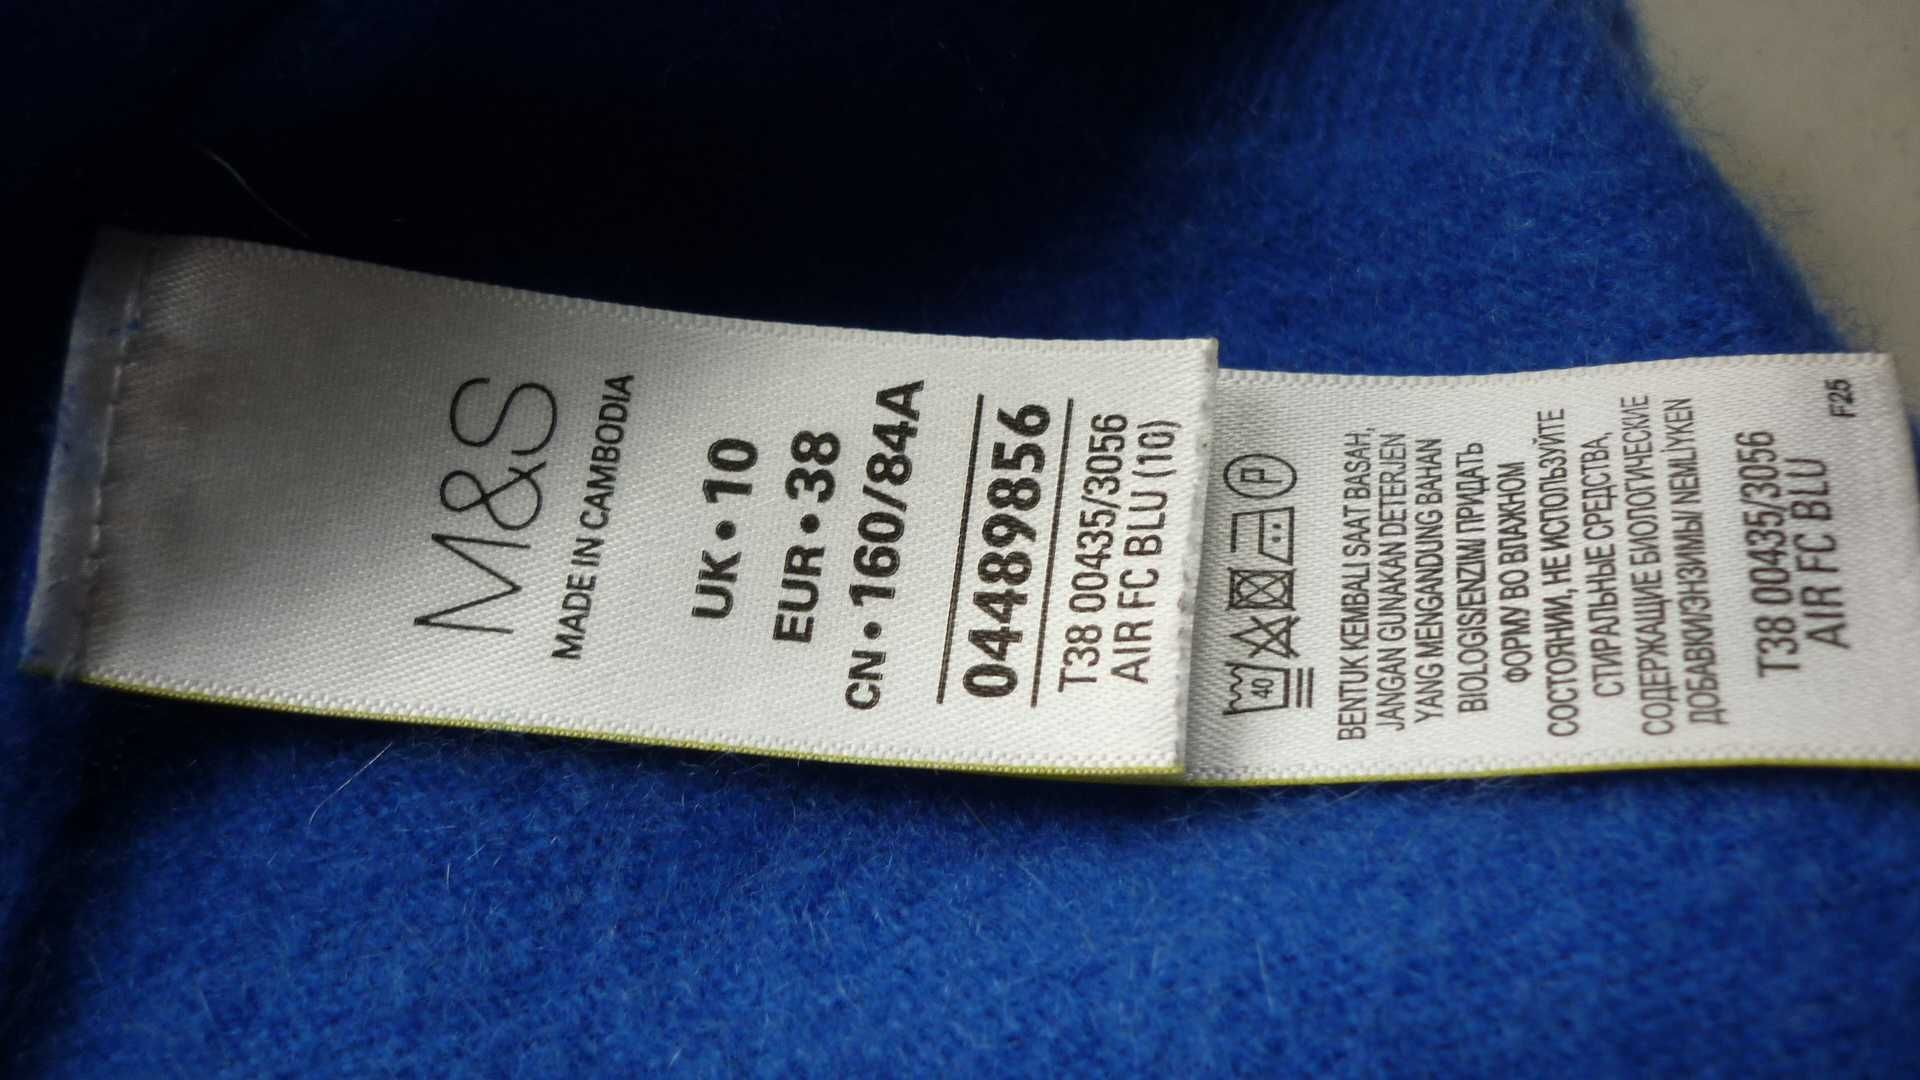 M&S
MADE IN CAMBODIA
UK • 10
EUR • 38
CN • 160/84A
04489856
T38 00435/3056
AIR FC BLU (10)
40
P
BENTUK KEMBALI SAAT BASAH,
JANGAN GUNAKAN DETERJEN
YANG MENGANDUNG BAHAN
BIOLOGIS ENZIM/ ПРИДАТЬ
ФОРМУ ВО ВЛАЖНОМ
СОСТОЯНИИ, НЕ ИСПОЛЬЗУЙТЕ
СТИРАЛЬНЫЕ СРЕДСТВА,
СОДЕРЖАЩИЕ БИОЛОГИЧЕСКИЕ
ДОБАВКИ/ЭНЗИМЫ/ NEMLİYKEN
T38 00435/3056
AIR FC BLU
F25